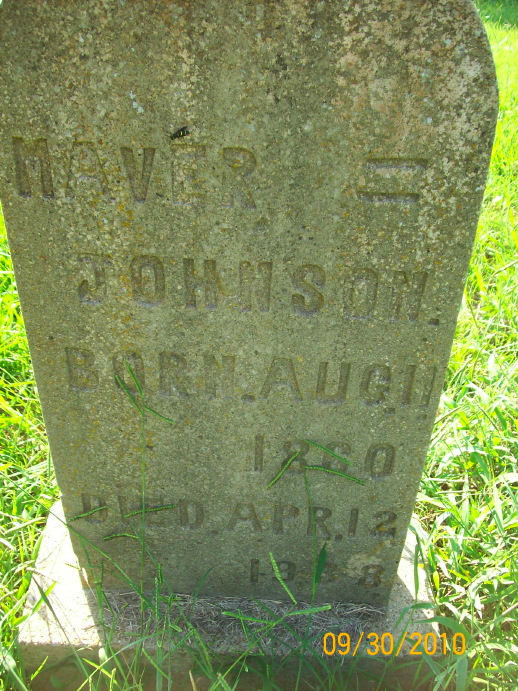 MAVER =
JOHNSON.
BORN.AUG.11
1860
DIED.APR.12
09/30/2010